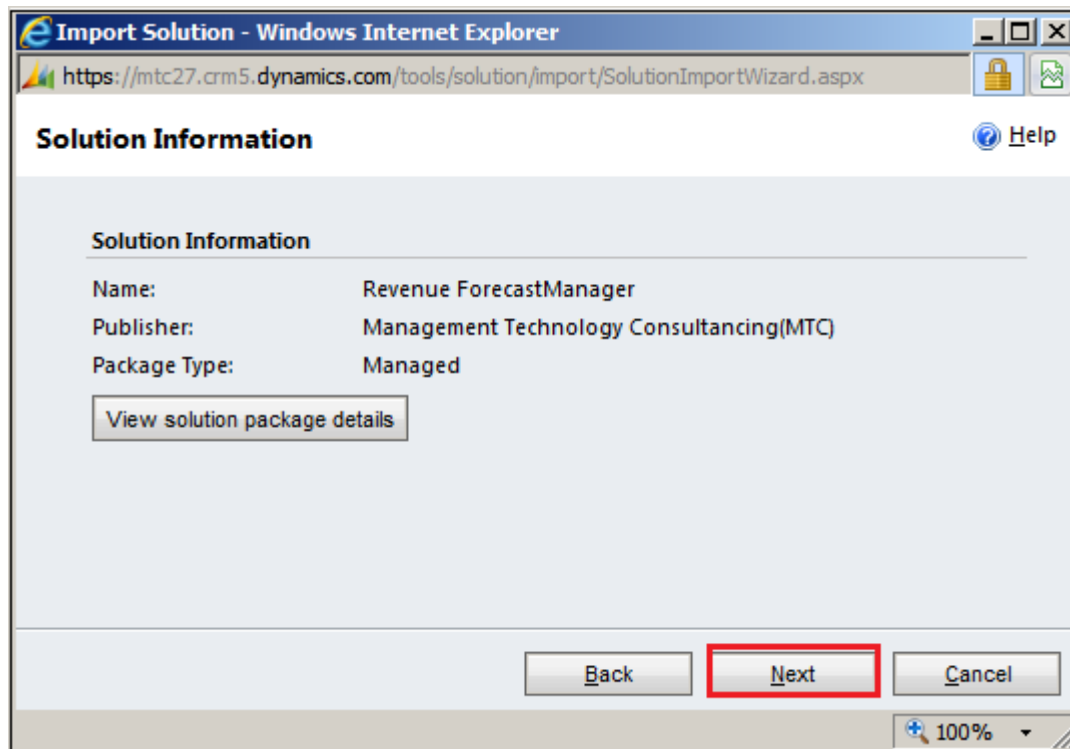 Import Solution - Windows Internet Explorer
https://mtc27.crm5.dynamics.com/tools/solution/import/SolutionImportWizard.aspx
Solution Information
Help
Solution Information
Name: Revenue ForecastManager
Publisher: Management Technology Consultancing(MTC)
Package Type: Managed
View solution package details
Back Next Cancel
100%